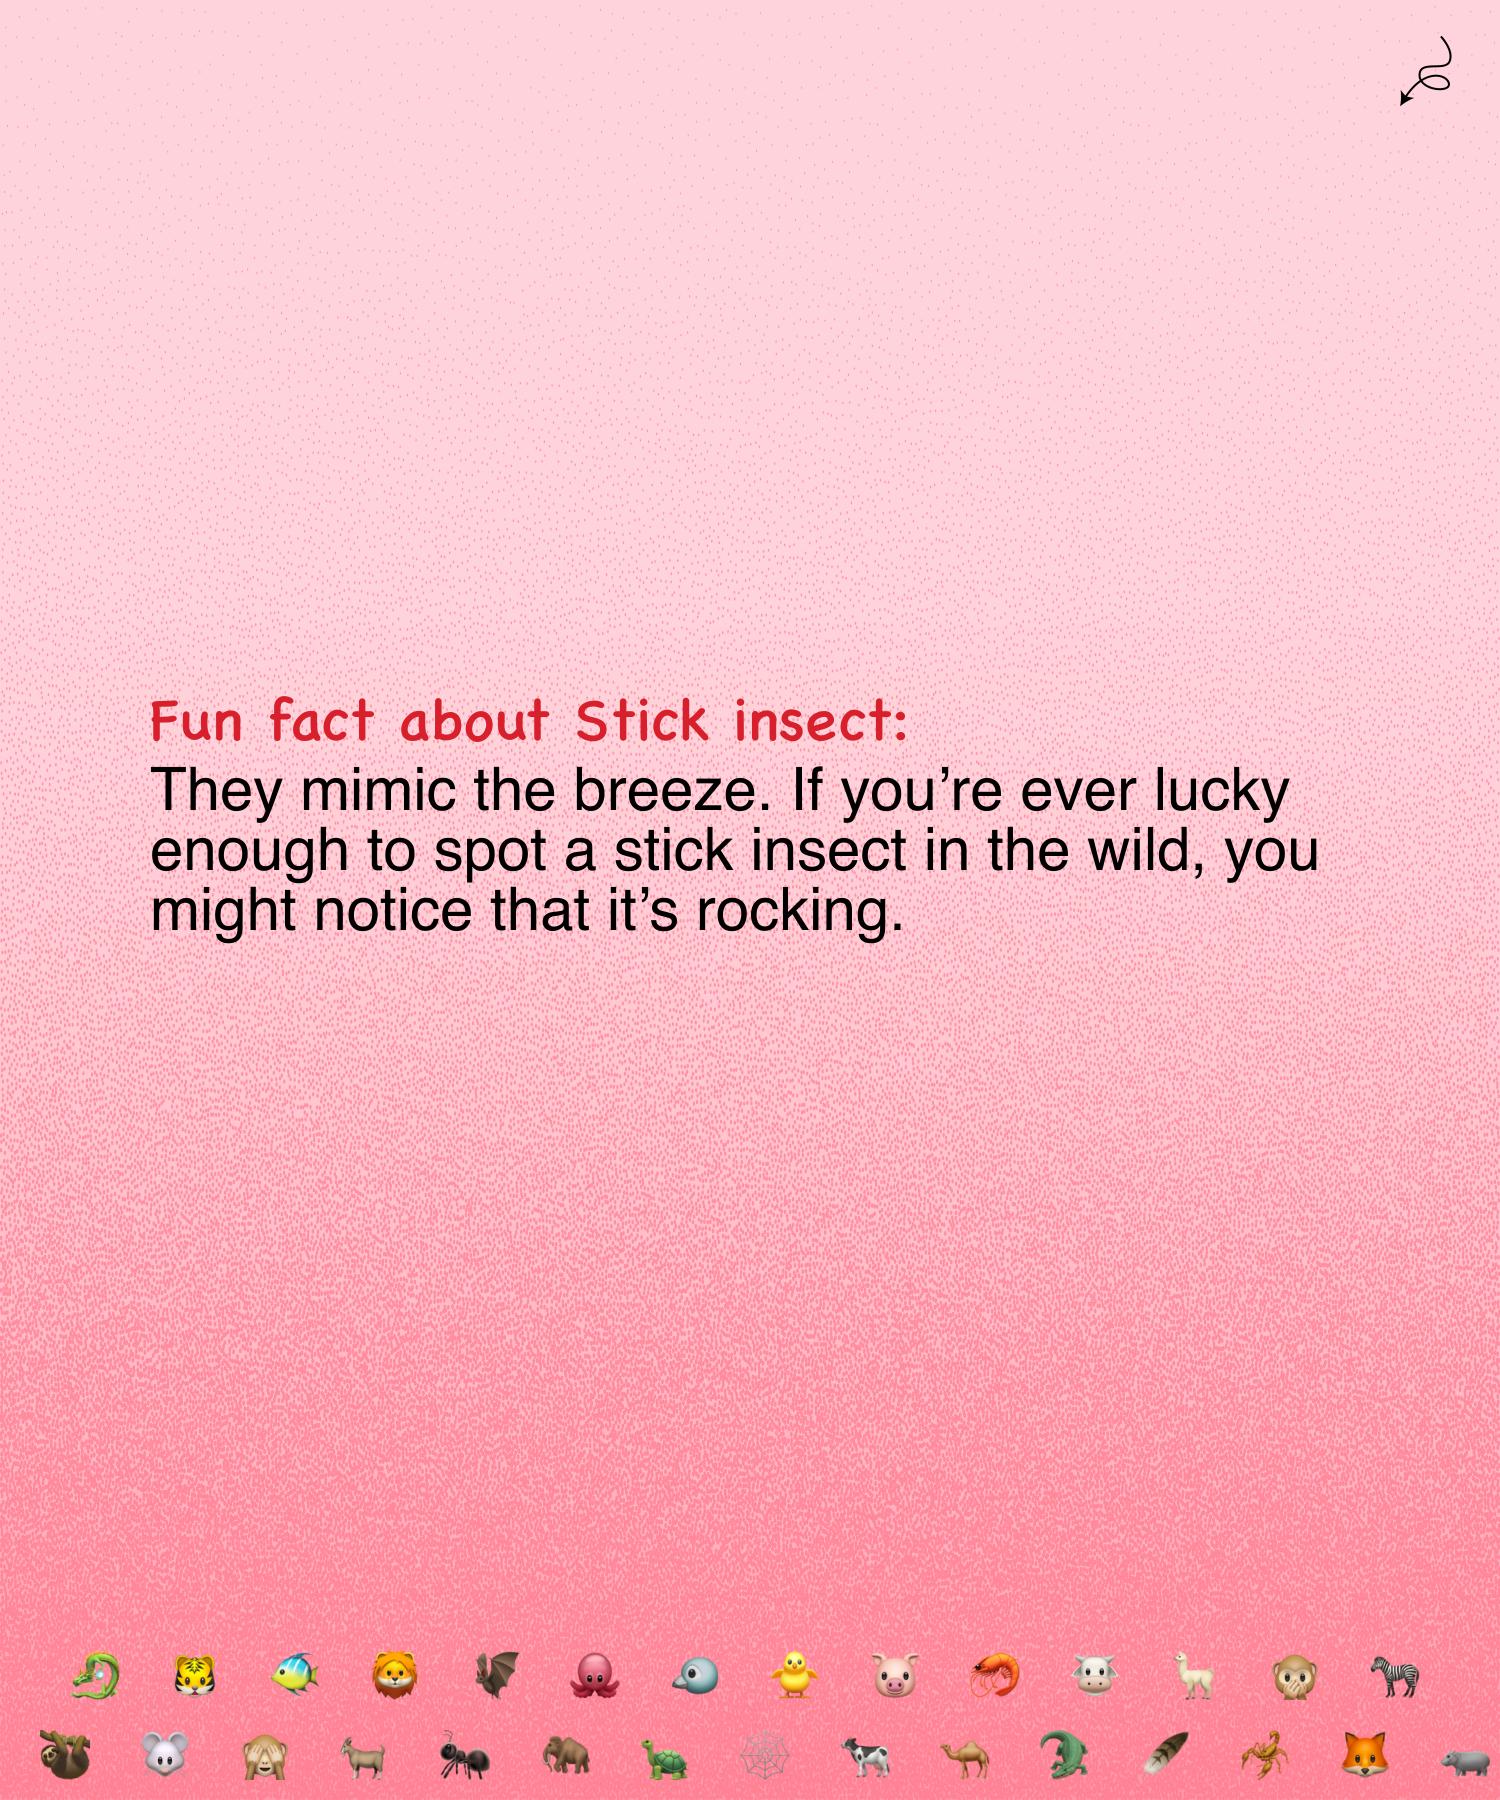 Fun fact about Stick insect:
They mimic the breeze. If you’re ever lucky
enough to spot a stick insect in the wild, you
might notice that it’s rocking.